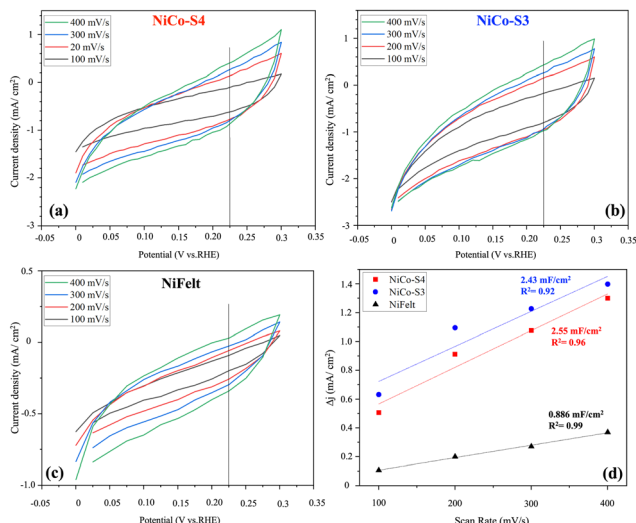 NiCo-S4
400 mV/s
300 mV/s
20 mV/s
100 mV/s
1
0
-1
-2
-3
Current density (mA/ cm²)
(a)
-0.05 0.00 0.05 0.10 0.15 0.20 0.25 0.30 0.35
Potential (V vs.RHE)
NiCo-S3
400 mV/s
300 mV/s
200 mV/s
100 mV/s
1
0
-1
-2
-3
Current density (mA/ cm²)
(b)
-0.05 0.00 0.05 0.10 0.15 0.20 0.25 0.30 0.35
Potential (V vs.RHE)
NiFelt
400 mV/s
300 mV/s
200 mV/s
100 mV/s
0.5
0.0
-0.5
-1.0
Current density (mA/ cm²)
(c)
-0.05 0.00 0.05 0.10 0.15 0.20 0.25 0.30 0.35
Potential (V vs.RHE)
NiCo-S4
NiCo-S3
NiFelt
2.43 mF/cm²
R²= 0.92
2.55 mF/cm²
R²= 0.96
0.886 mF/cm²
R²= 0.99
1.4
1.2
1
0.8
0.6
0.4
0.2
0
Δj (mA/ cm²)
(d)
100 200 300 400
Scan Rate (mV/s)